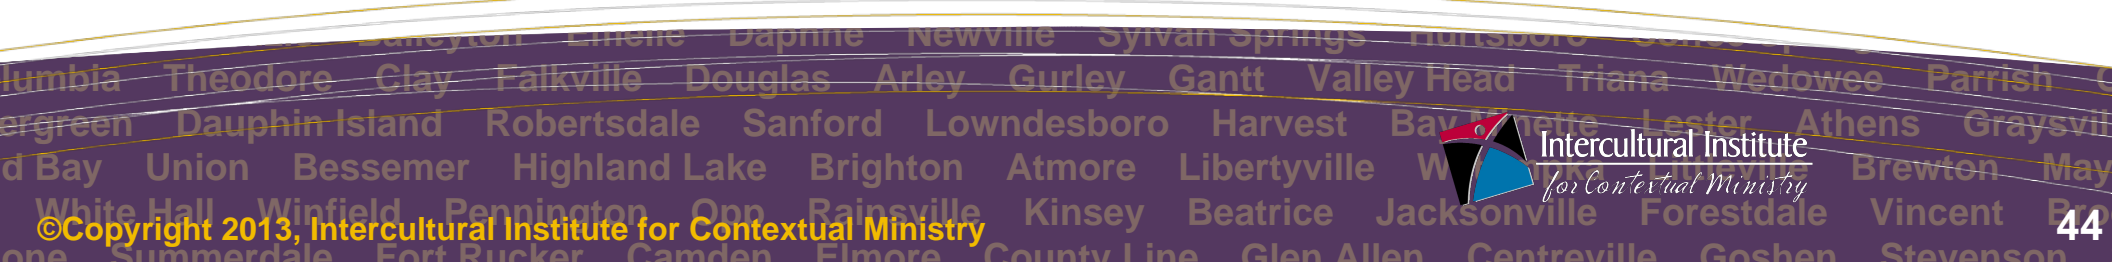 Baileyton Emelle Daphne Newville Sylvan Springs Hurtsboro
lumbia Theodore Clay Falkville Douglas Arley Gurley Gantt Valley Head Triana Wedowee Parrish
ergreen Dauphin Island Robertsdale Sanford Lowndesboro Harvest Bay Minette Lester Athens Graysvil
d Bay Union Bessemer Highland Lake Brighton Atmore Libertyville Brewton May
White Hall Winfield Pennington Opp Rainsville Kinsey Beatrice Jacksonville Forestdale Vincent
one Summerdale Fort Rucker Camden Elmore County Line Glen Allen Centreville Goshen Stevenson
Intercultural Institute
for Contextual Ministry
©Copyright 2013, Intercultural Institute for Contextual Ministry
44